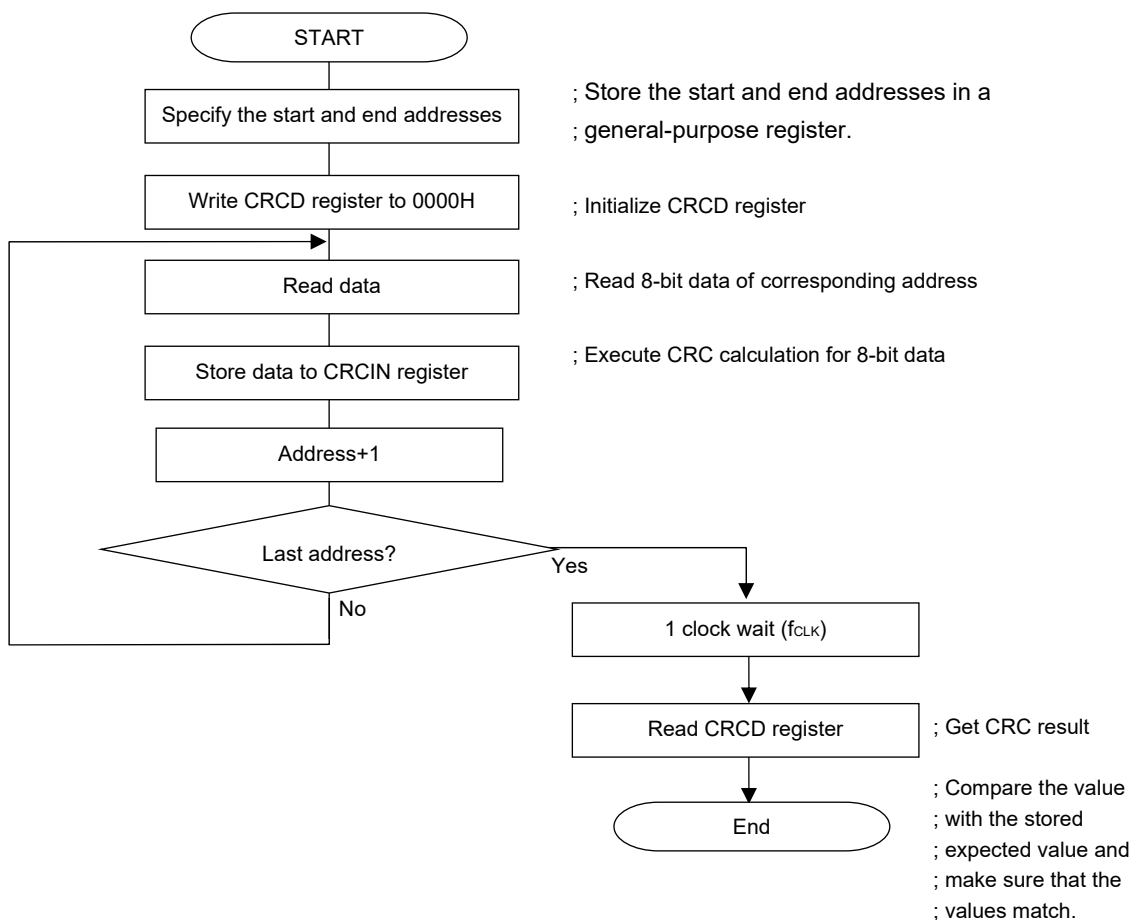 START
Specify the start and end addresses
; Store the start and end addresses in a
; general-purpose register.
Write CRCD register to 0000H
; Initialize CRCD register
Read data
; Read 8-bit data of corresponding address
Store data to CRCIN register
; Execute CRC calculation for 8-bit data
Address+1
Last address?
Yes
No
1 clock wait (fCLK)
Read CRCD register
; Get CRC result
End
; Compare the value
; with the stored
; expected value and
; make sure that the
; values match.